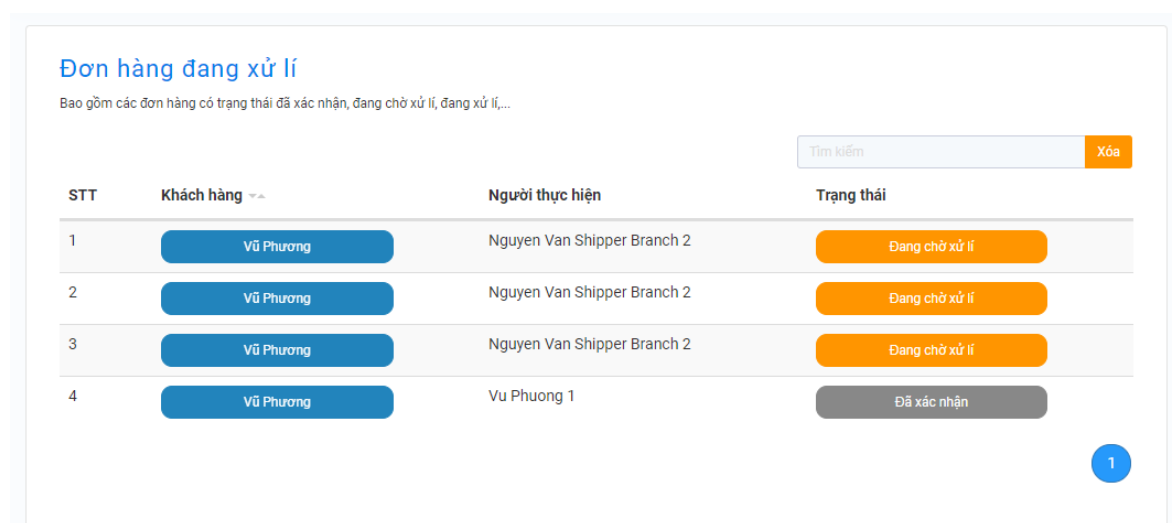 Đơn hàng đang xử lí
Bao gồm các đơn hàng có trạng thái đã xác nhận, đang chờ xử lí, đang xử lí,...
Tìm kiếm Xóa
STT Khách hàng Người thực hiện Trạng thái
1 Vũ Phương Nguyen Van Shipper Branch 2 Đang chờ xử lí
2 Vũ Phương Nguyen Van Shipper Branch 2 Đang chờ xử lí
3 Vũ Phương Nguyen Van Shipper Branch 2 Đang chờ xử lí
4 Vũ Phương Vu Phuong 1 Đã xác nhận
1